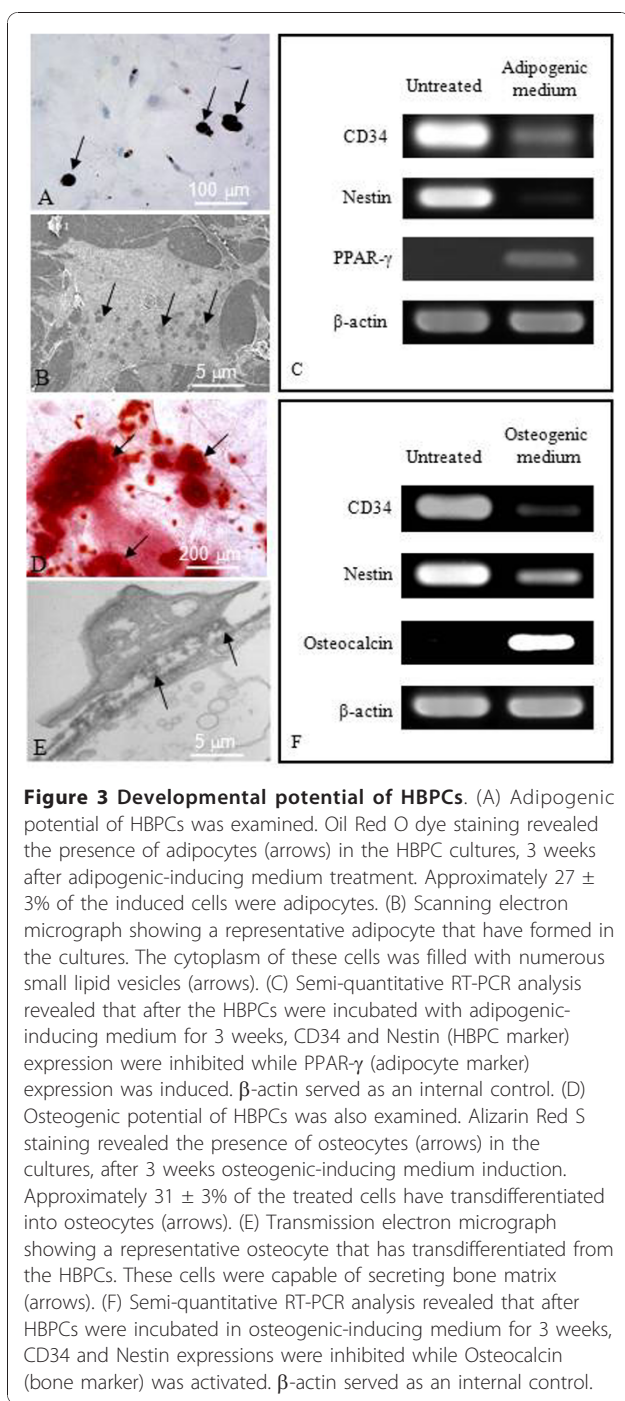 A
100 μm
B
5 μm
Untreated
Adipogenic
medium
CD34
Nestin
PPAR-γ
β-actin
C
D
200 μm
E
5 μm
Untreated
Osteogenic
medium
CD34
Nestin
Osteocalcin
β-actin
F
Figure 3 Developmental potential of HBPCs. (A) Adipogenic
potential of HBPCs was examined. Oil Red O dye staining revealed
the presence of adipocytes (arrows) in the HBPC cultures, 3 weeks
after adipogenic-inducing medium treatment. Approximately 27 ±
3% of the induced cells were adipocytes. (B) Scanning electron
micrograph showing a representative adipocyte that have formed in
the cultures. The cytoplasm of these cells was filled with numerous
small lipid vesicles (arrows). (C) Semi-quantitative RT-PCR analysis
revealed that after the HBPCs were incubated with adipogenic-
inducing medium for 3 weeks, CD34 and Nestin (HBPC marker)
expression were inhibited while PPAR-γ (adipocyte marker)
expression was induced. β-actin served as an internal control. (D)
Osteogenic potential of HBPCs was also examined. Alizarin Red S
staining revealed the presence of osteocytes (arrows) in the
cultures, after 3 weeks osteogenic-inducing medium induction.
Approximately 31 ± 3% of the treated cells have transdifferentiated
into osteocytes (arrows). (E) Transmission electron micrograph
showing a representative osteocyte that has transdifferentiated from
the HBPCs. These cells were capable of secreting bone matrix
(arrows). (F) Semi-quantitative RT-PCR analysis revealed that after
HBPCs were incubated in osteogenic-inducing medium for 3 weeks,
CD34 and Nestin expressions were inhibited while Osteocalcin
(bone marker) was activated. β-actin served as an internal control.